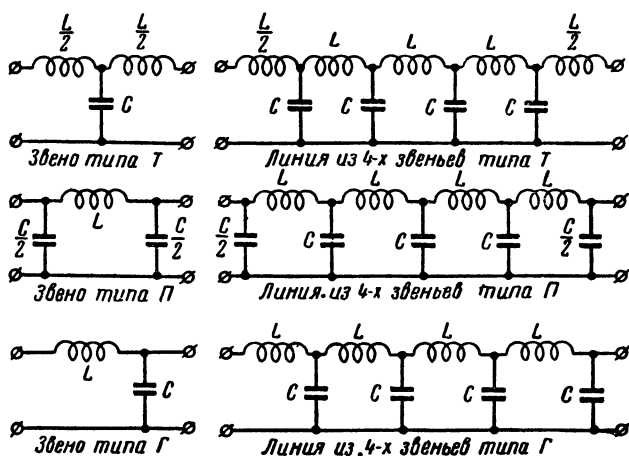 L/2 L/2 L/2 L L L L/2
C C C C C
Звено типа Т Линия из 4-х звеньев типа Т
L L L L
C/2 L C/2 C/2 C C C C/2
Звено типа П Линия из 4-х звеньев типа П
L L L L
L C C C C C
Звено типа Г Линия из 4-х звеньев типа Г